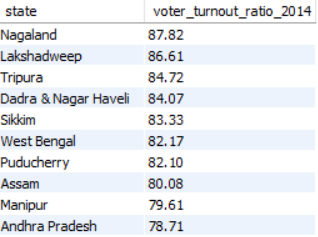 state voter_turnout_ratio_2014
Nagaland 87.82
Lakshadweep 86.61
Tripura 84.72
Dadra & Nagar Haveli 84.07
Sikkim 83.33
West Bengal 82.17
Puducherry 82.10
Assam 80.08
Manipur 79.61
Andhra Pradesh 78.71